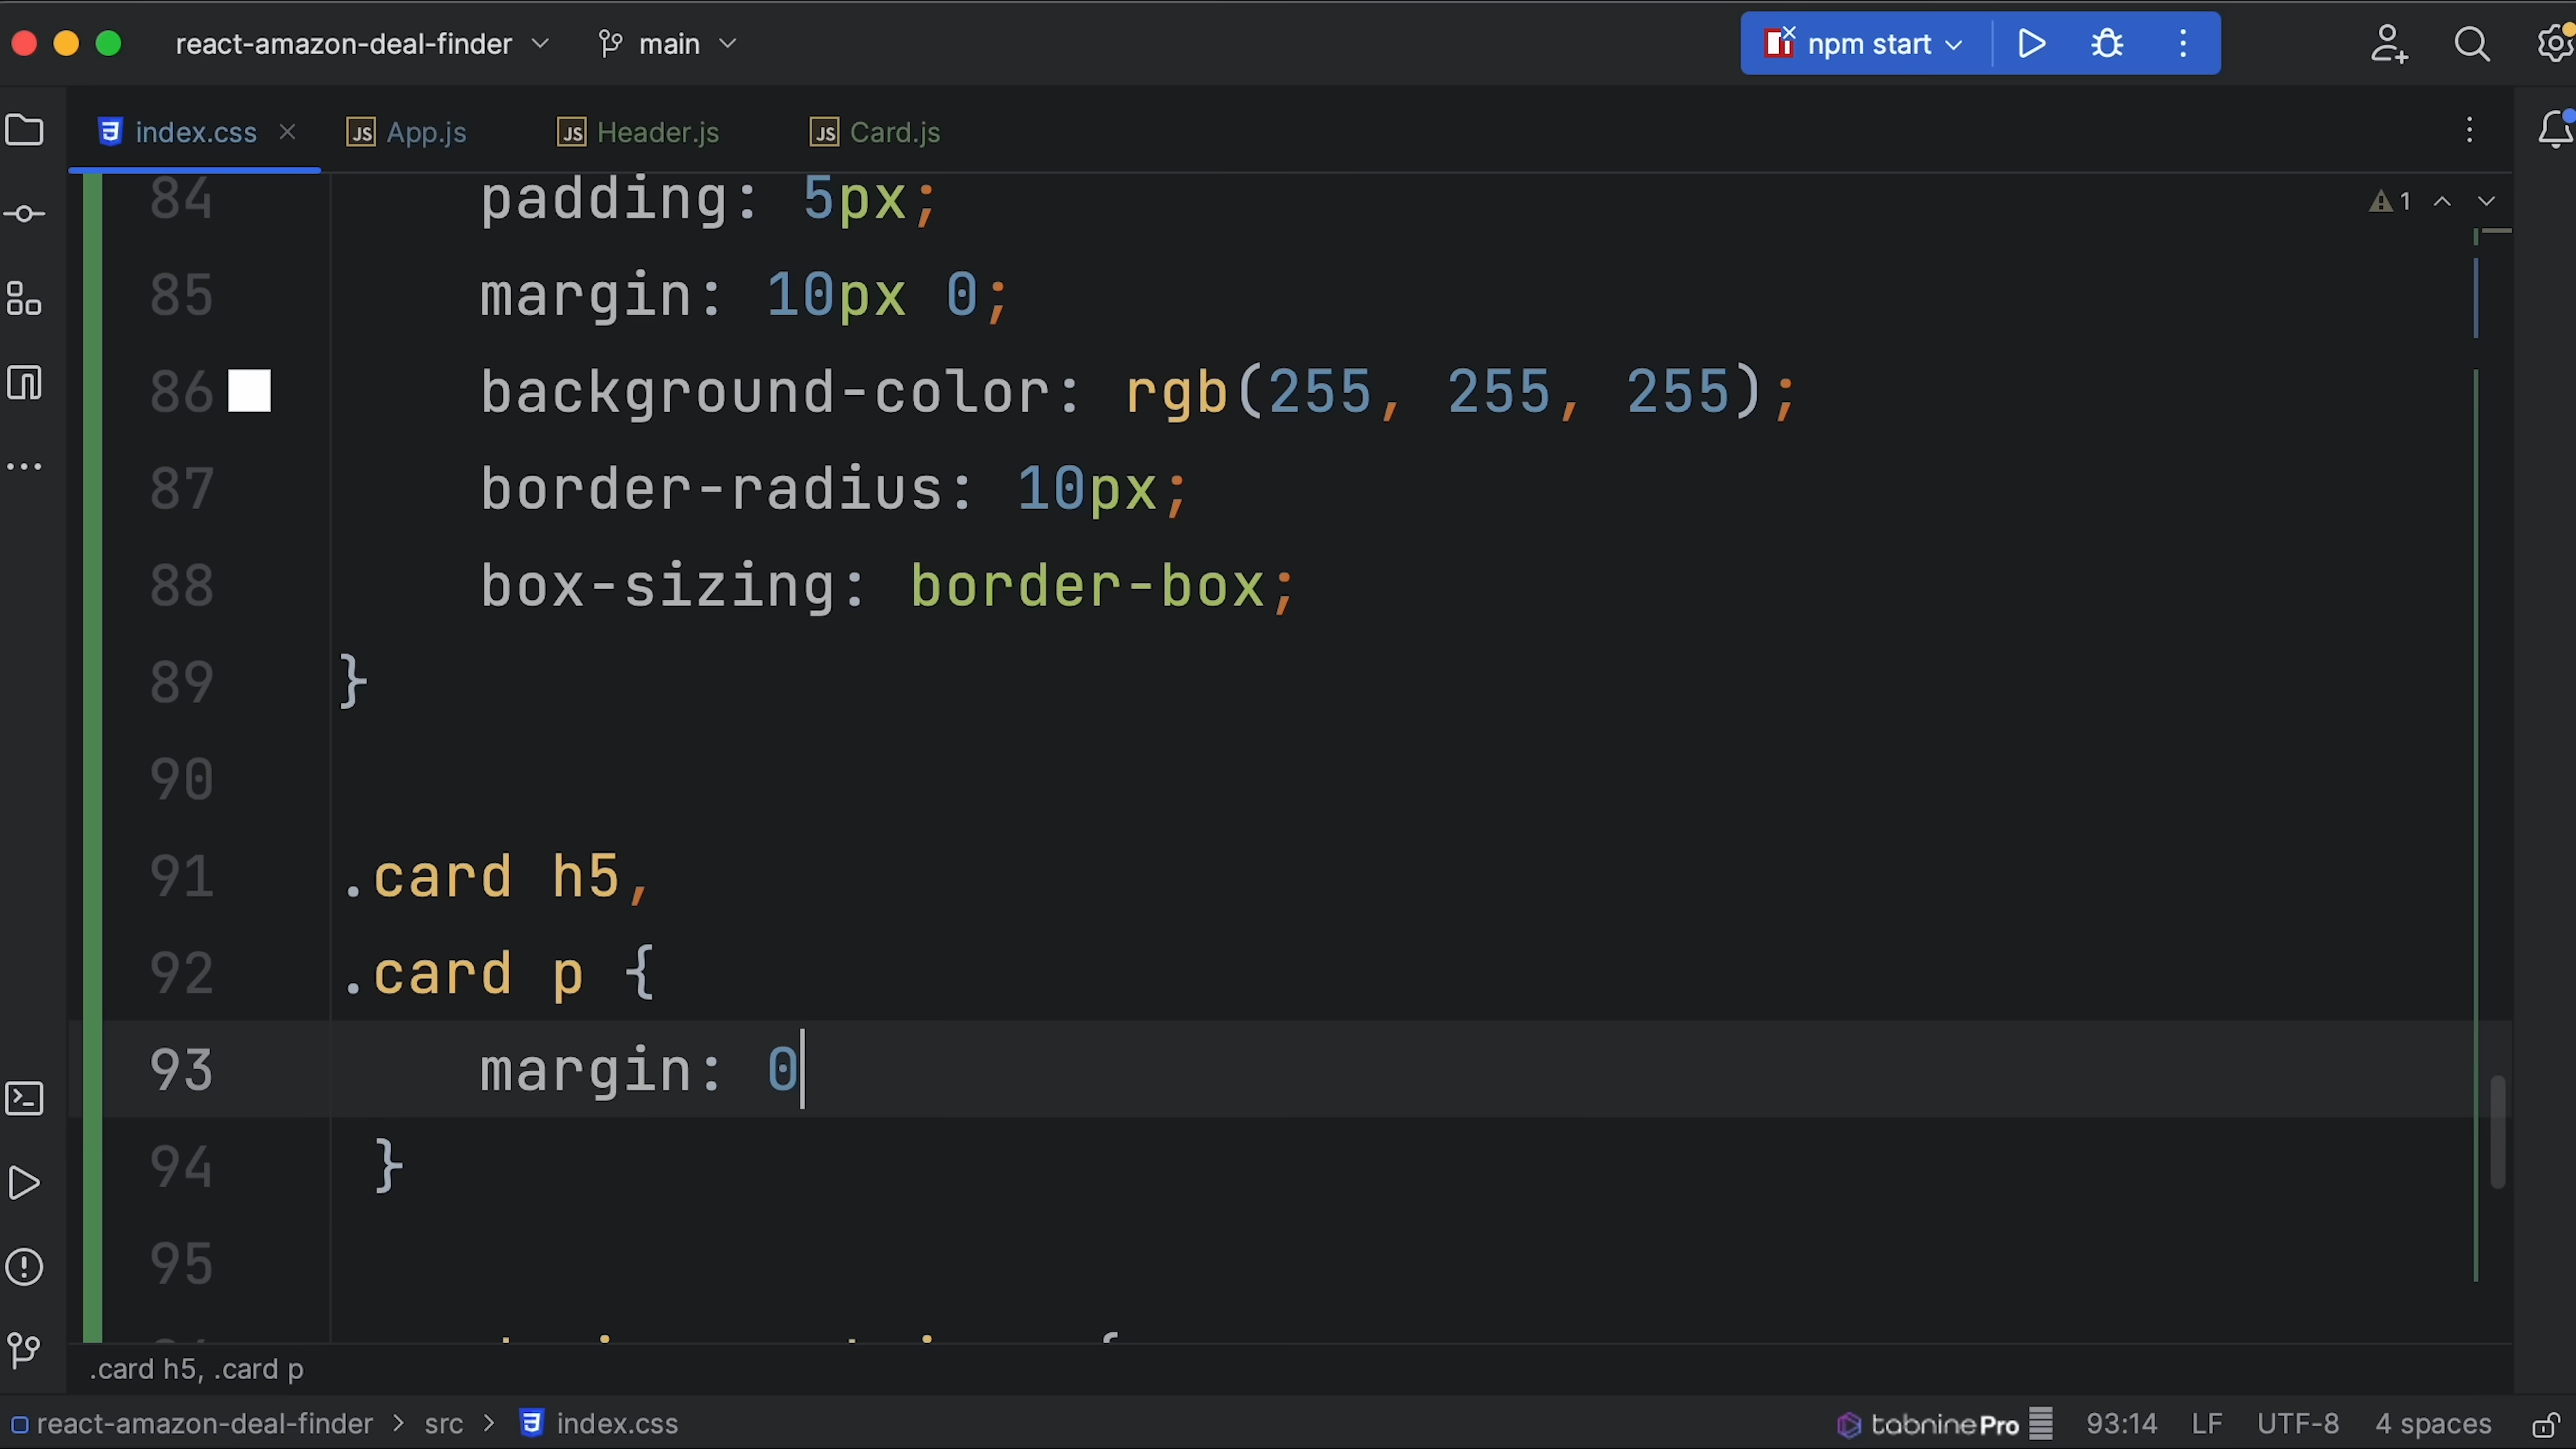 react-amazon-deal-finder main npm start
index.css App.js Header.js Card.js
84 padding: 5px;
1
85 margin: 10px 0;
86 background-color: rgb(255, 255, 255);
87 border-radius: 10px;
88 box-sizing: border-box;
89 }
90
91 .card h5,
92 .card p {
93 margin: 0
94 }
95
.card h5, .card p
react-amazon-deal-finder > src > index.css tabnine Pro 93:14 LF UTF-8 4 spaces